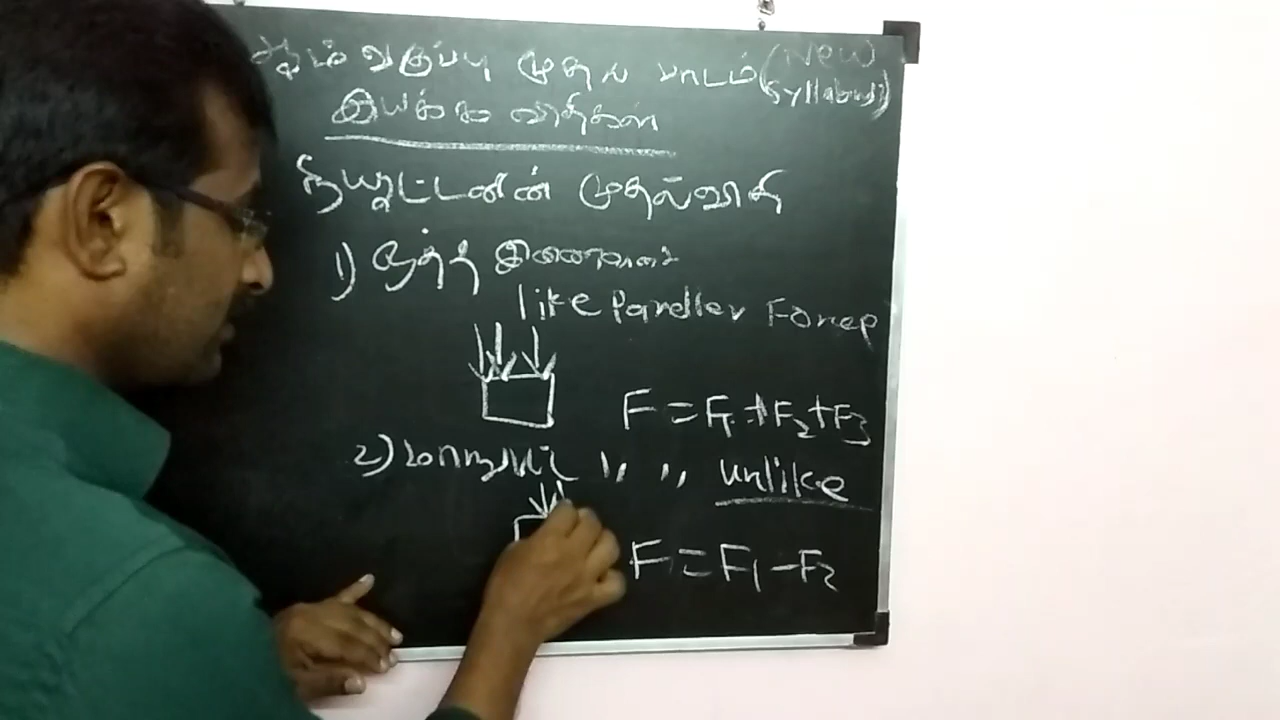 ஆம் வகுப்பு முதல் பாடம் (New Syllabus)
இயக்க விதிகள்
நியூட்டனின் முதல்விதி
1) ஒத்த இணைவிசை
like Parallel Forces
F = F1 + F2 + F3
2) மாறுபட்ட ,, ,, unlike
F = F1 - F2